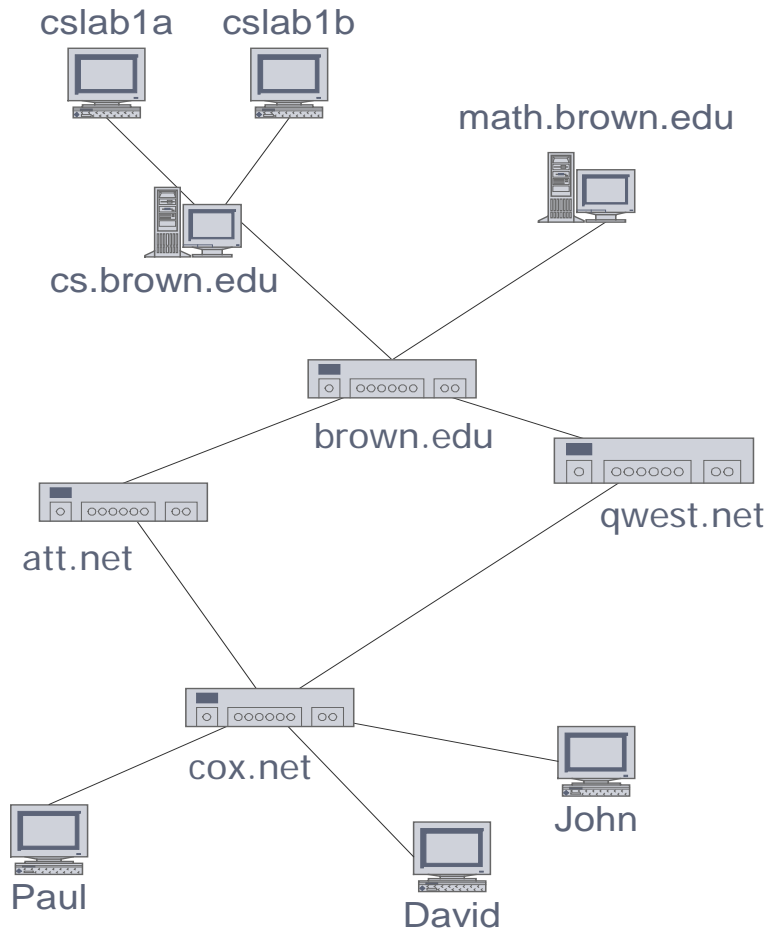 cslab1a
cslab1b
math.brown.edu
cs.brown.edu
brown.edu
qwest.net
att.net
cox.net
John
Paul
David